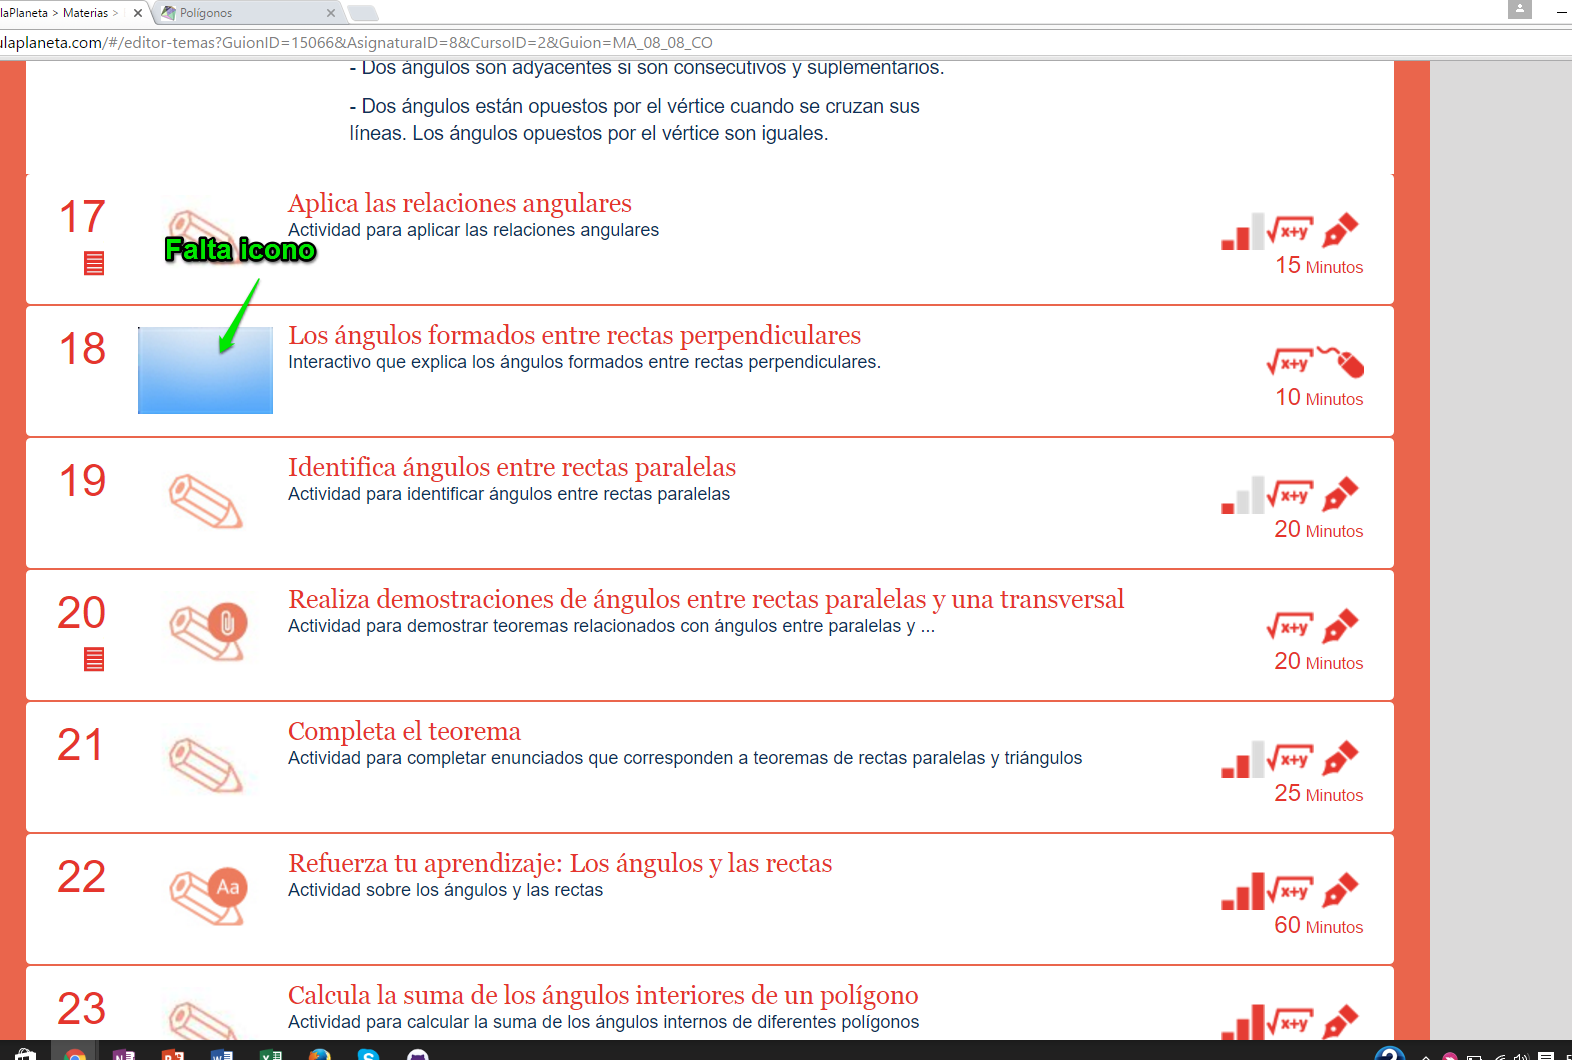 laPlaneta > Materias >
Polígonos
ulaplaneta.com/#/editor-temas?GuionID=15066&AsignaturaID=8&CursoID=2&Guion=MA_08_08_CO
- Dos ángulos son adyacentes si son consecutivos y suplementarios.
- Dos ángulos están opuestos por el vértice cuando se cruzan sus
líneas. Los ángulos opuestos por el vértice son iguales.
17
Aplica las relaciones angulares
Actividad para aplicar las relaciones angulares
√x+y
15 Minutos
Falta icono
18
Los ángulos formados entre rectas perpendiculares
Interactivo que explica los ángulos formados entre rectas perpendiculares.
√x+y
10 Minutos
19
Identifica ángulos entre rectas paralelas
Actividad para identificar ángulos entre rectas paralelas
√x+y
20 Minutos
20
Realiza demostraciones de ángulos entre rectas paralelas y una transversal
Actividad para demostrar teoremas relacionados con ángulos entre paralelas y ...
√x+y
20 Minutos
21
Completa el teorema
Actividad para completar enunciados que corresponden a teoremas de rectas paralelas y triángulos
√x+y
25 Minutos
22
Aa
Refuerza tu aprendizaje: Los ángulos y las rectas
Actividad sobre los ángulos y las rectas
√x+y
60 Minutos
23
Calcula la suma de los ángulos interiores de un polígono
Actividad para calcular la suma de los ángulos internos de diferentes polígonos
√x+y